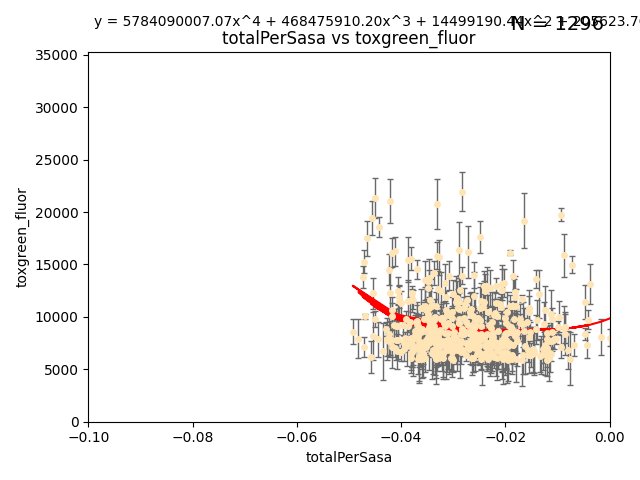 y = 5784090007.07x^4 + 468475910.20x^3 + 14499190.44x^2 +
N = 1296
totalPerSasa vs toxgreen_fluor
35000
30000
25000
20000
15000
10000
5000
0
toxgreen_fluor
−0.10
−0.08
−0.06
−0.04
−0.02
0.00
totalPerSasa